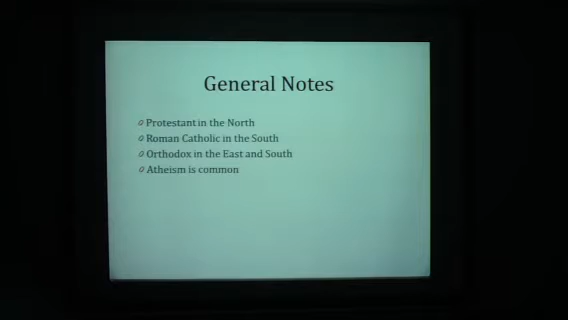 General Notes
Protestant in the North
Roman Catholic in the South
Orthodox in the East and South
Atheism is common